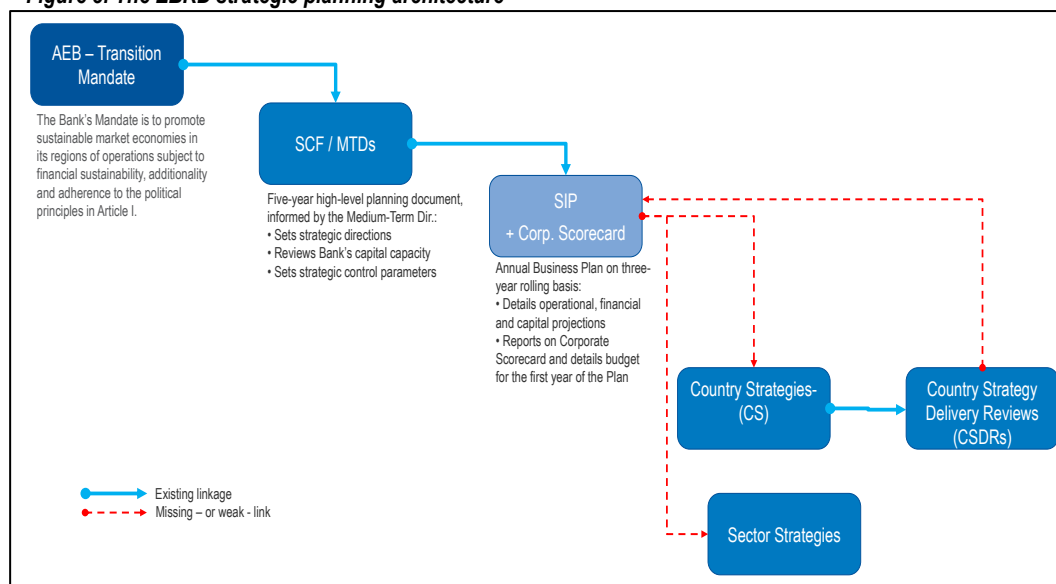 Figure 3: The EBRD strategic planning architecture
AEB – Transition
Mandate
The Bank's Mandate is to promote
sustainable market economies in
its regions of operations subject to
financial sustainability, additionality
and adherence to the political
principles in Article I.
SCF / MTDs
Five-year high-level planning document,
informed by the Medium-Term Dir.:
• Sets strategic directions
• Reviews Bank's capital capacity
• Sets strategic control parameters
SIP
+ Corp. Scorecard
Annual Business Plan on three-
year rolling basis:
• Details operational, financial
and capital projections
• Reports on Corporate
Scorecard and details budget
for the first year of the Plan
Country Strategies-
(CS)
Country Strategy
Delivery Reviews
(CSDRs)
Sector Strategies
Existing linkage
Missing – or weak - link